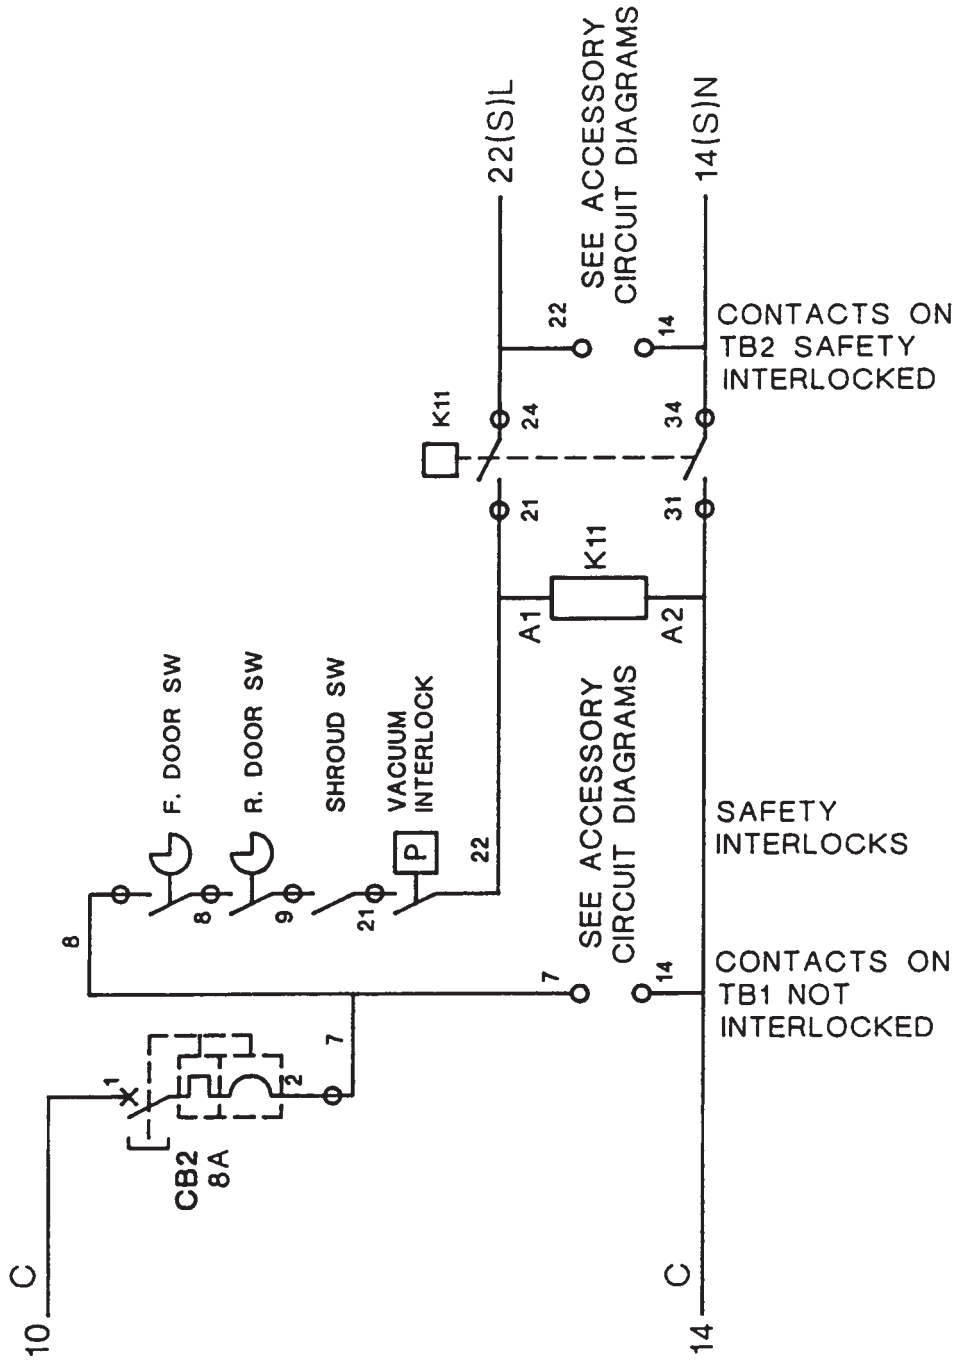 10
C
CB2
8A
1
2
7
8
F. DOOR SW
8
R. DOOR SW
9
SHROUD SW
21
VACUUM
INTERLOCK
P
22
7
14
SEE ACCESSORY
CIRCUIT DIAGRAMS
A1
K11
A2
K11
21
24
31
34
22
14
SEE ACCESSORY
CIRCUIT DIAGRAMS
22(S)L
14(S)N
14
C
CONTACTS ON
TB1 NOT
INTERLOCKED
SAFETY
INTERLOCKS
CONTACTS ON
TB2 SAFETY
INTERLOCKED